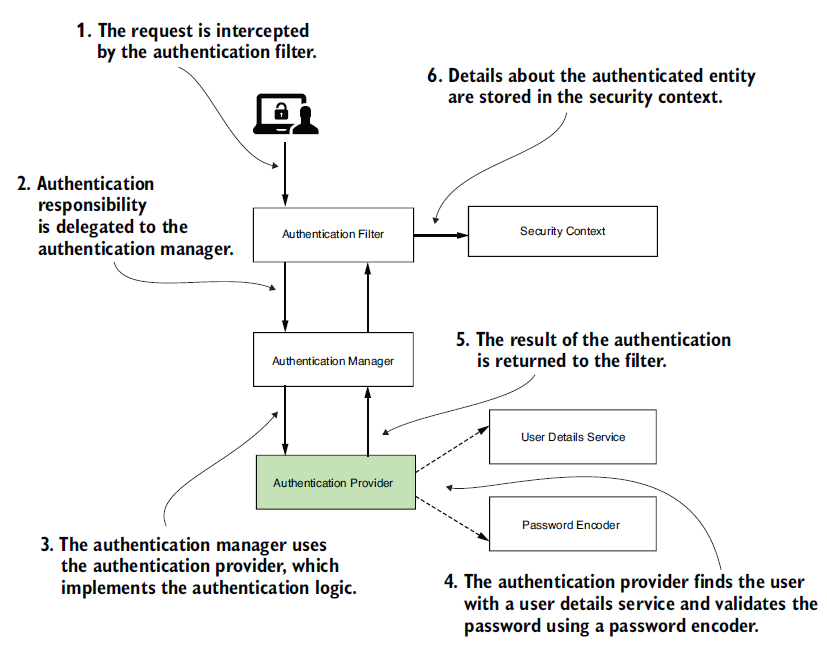 1. The request is intercepted
by the authentication filter.
6. Details about the authenticated entity
are stored in the security context.
2. Authentication
responsibility
is delegated to the
authentication manager.
Authentication Filter
Security Context
Authentication Manager
5. The result of the authentication
is returned to the filter.
User Details Service
Authentication Provider
Password Encoder
3. The authentication manager uses
the authentication provider, which
implements the authentication logic.
4. The authentication provider finds the user
with a user details service and validates the
password using a password encoder.